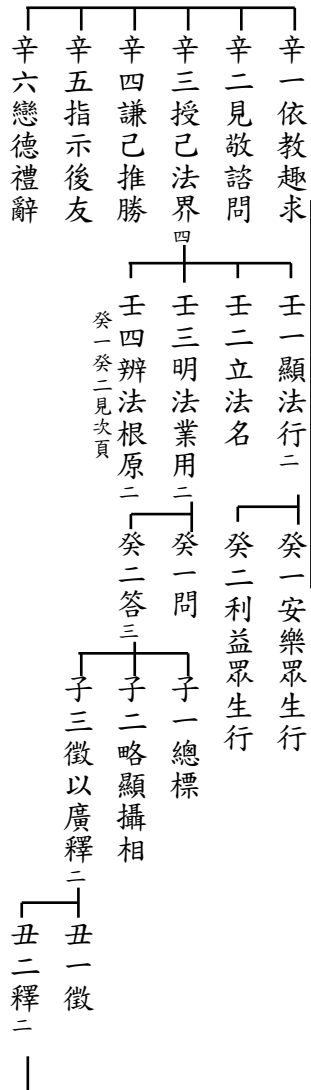 辛一依教趣求
辛二見敬諮問
辛三授己法界四
辛四謙己推勝
辛五指示後友
辛六戀德禮辭
壬一顯法行二
壬二立法名
壬三明法業用二
壬四辨法根原二
癸一癸二見次頁
癸一安樂眾生行
癸二利益眾生行
癸一問
癸二答三
子一總標
子二略顯攝相
子三徵以廣釋二
丑一徵
丑二釋二